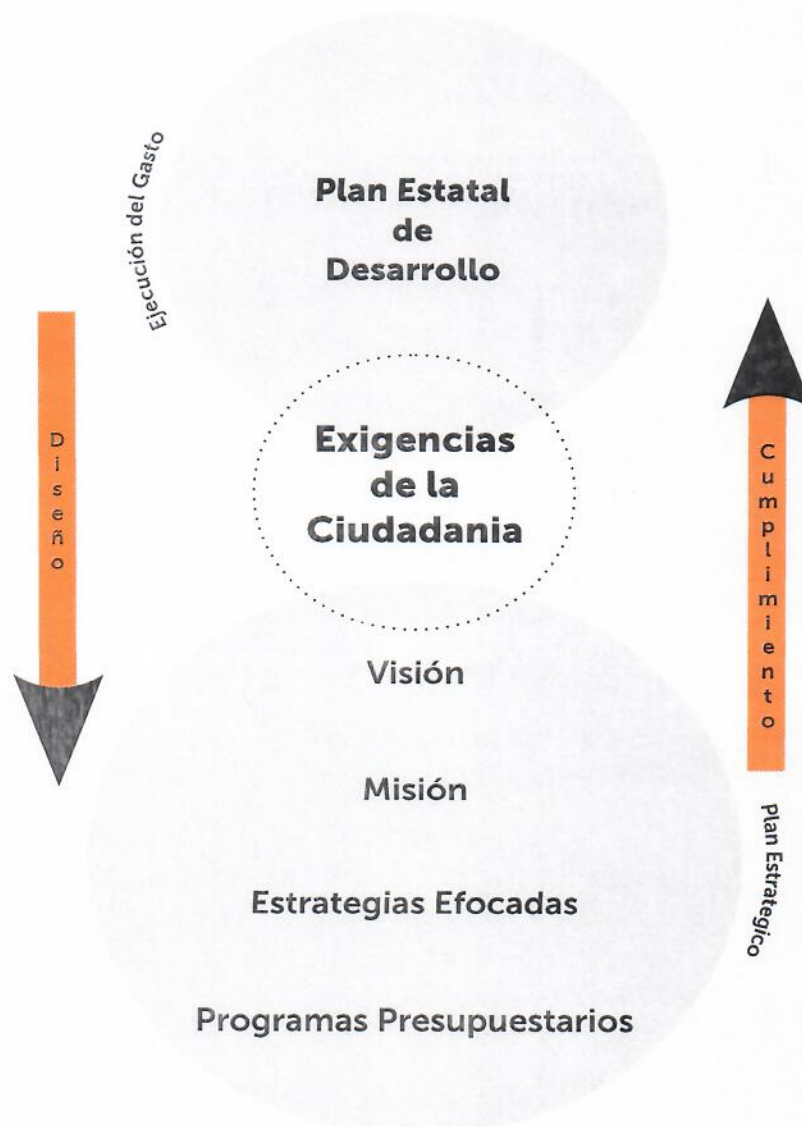 Ejecución del Gasto
Plan Estatal
de
Desarrollo
Diseño
Exigencias
de la
Ciudadania
Cumplimiento
Visión
Misión
Estrategias Efocadas
Programas Presupuestarios
Plan Estrategico